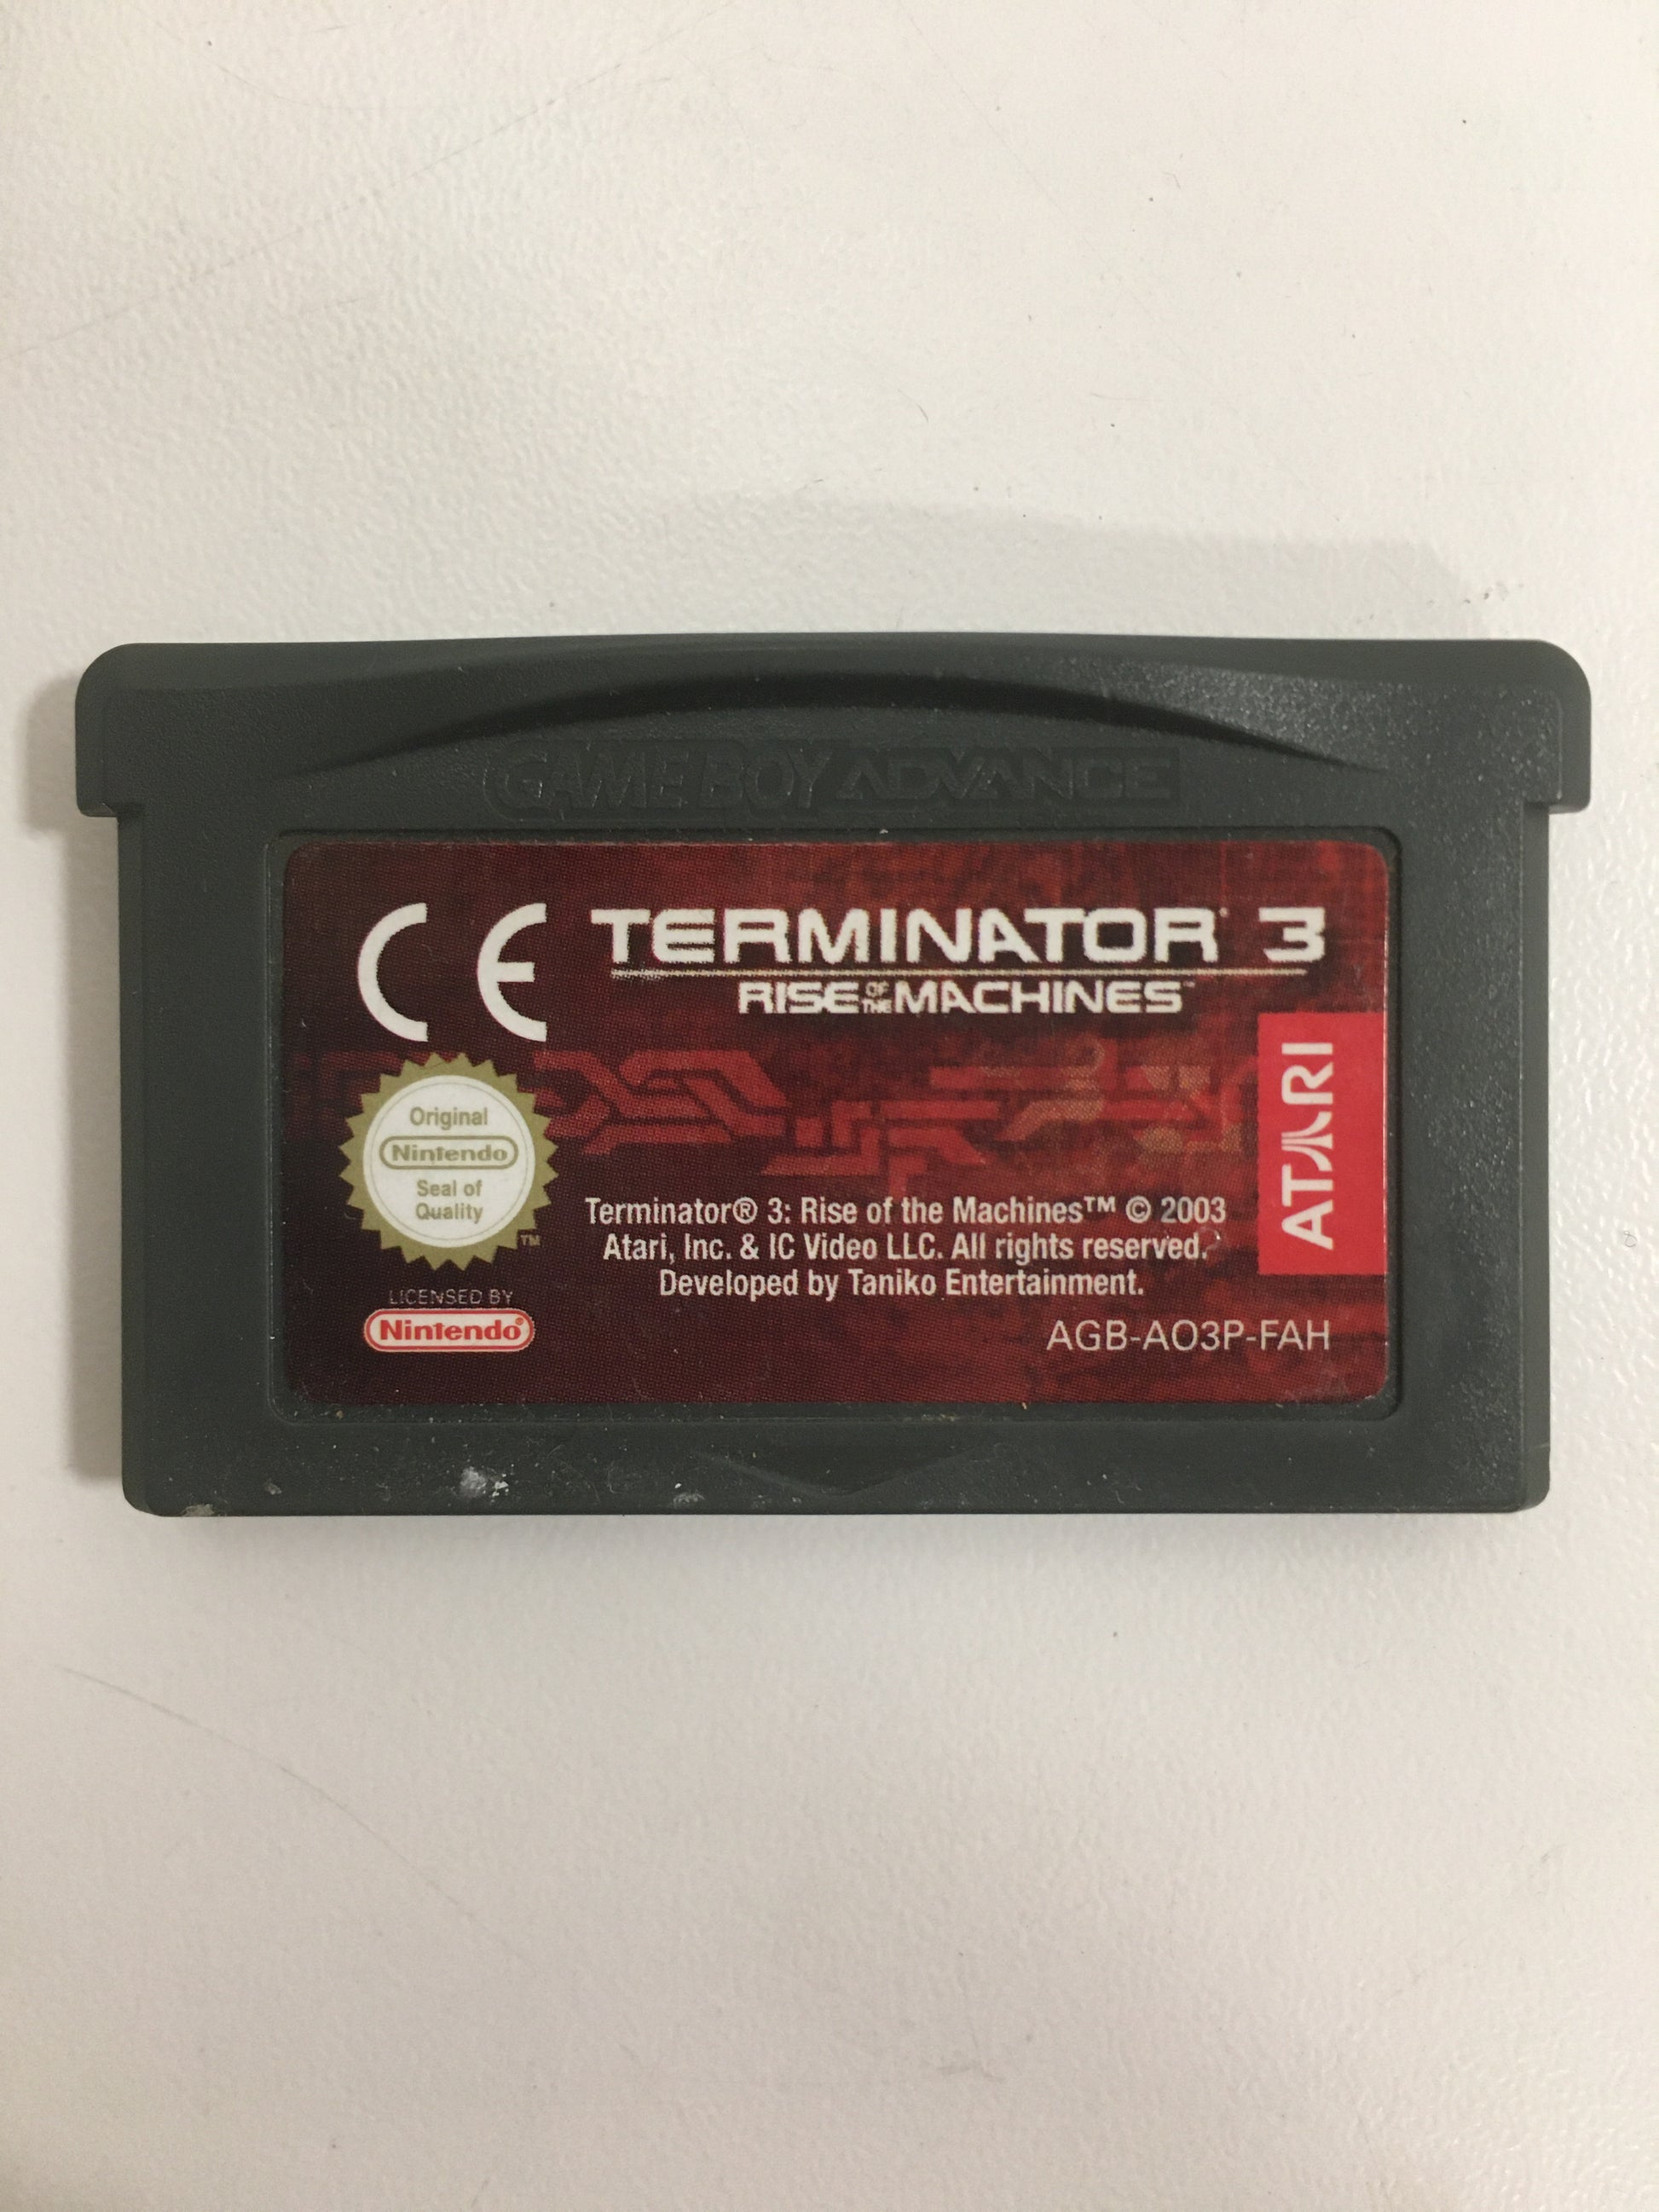 GAME BOY ADVANCE
CE
TERMINATOR® 3
RISE OF THE MACHINES™
ATARI
Original
Nintendo
Seal of
Quality
™
Terminator® 3: Rise of the Machines™ © 2003
Atari, Inc. & IC Video LLC. All rights reserved.
Developed by Taniko Entertainment.
LICENSED BY
Nintendo®
AGB-AO3P-FAH